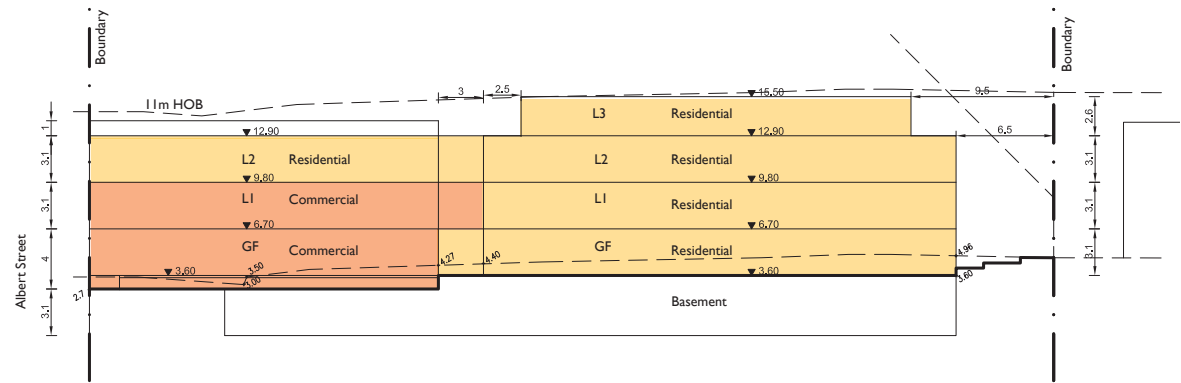 Boundary
Boundary
11m HOB
3
2.5
15.50
9.5
1
12.90
L3 Residential
12.90
2.6
6.5
3.1
L2 Residential
L2 Residential
3.1
9.80
9.80
3.1
L1 Commercial
L1 Residential
3.1
6.70
6.70
4
GF Commercial
GF Residential
3.1
3.60
3.50
3.00
4.27
4.40
3.60
4.96
3.60
2.7
Albert Street
3.1
Basement